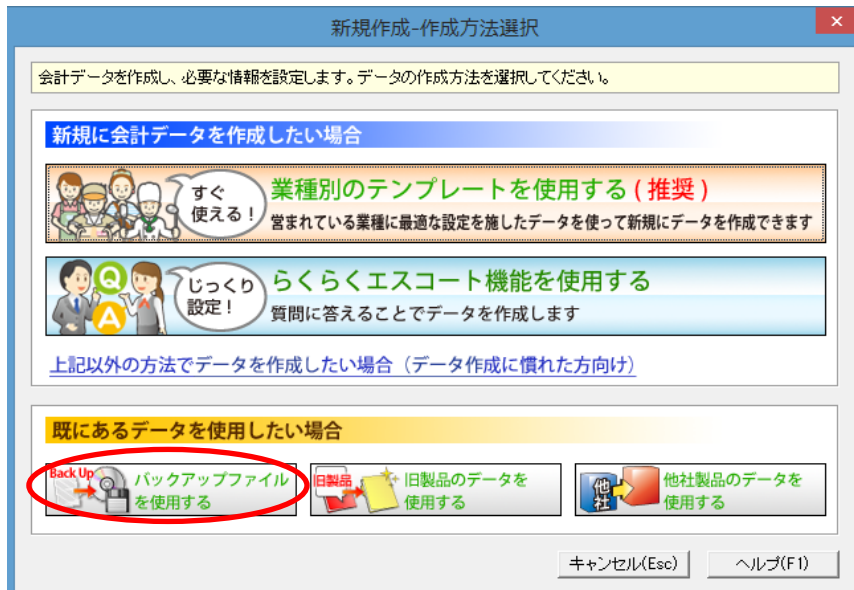 新規作成-作成方法選択
会計データを作成し、必要な情報を設定します。データの作成方法を選択してください。
新規に会計データを作成したい場合
すぐ
使える！
業種別のテンプレートを使用する ( 推奨 )
営まれている業種に最適な設定を施したデータを使って新規にデータを作成できます
Q
A
じっくり
設定！
らくらくエスコート機能を使用する
質問に答えることでデータを作成します
上記以外の方法でデータを作成したい場合（データ作成に慣れた方向け）
既にあるデータを使用したい場合
Back Up
バックアップファイル
を使用する
旧製品
旧製品のデータを
使用する
他社
他社製品のデータを
使用する
キャンセル(Esc)
ヘルプ(F1)